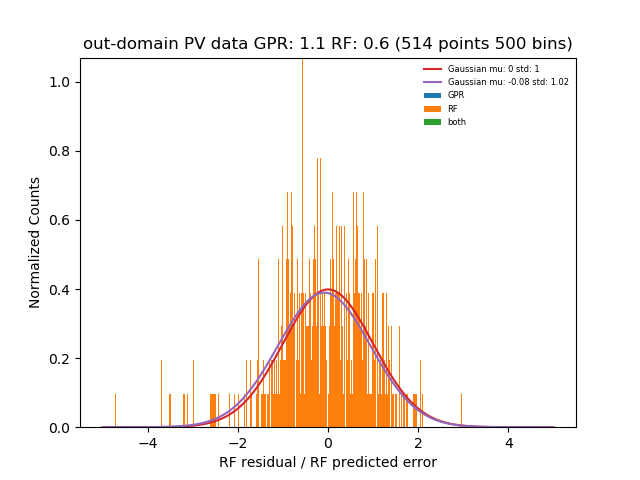 out-domain PV data GPR: 1.1 RF: 0.6 (514 points 500 bins)
Gaussian mu: 0 std: 1
Gaussian mu: -0.08 std: 1.02
GPR
RF
both
Normalized Counts
1.0
0.8
0.6
0.4
0.2
0.0
−4 −2 0 2 4
RF residual / RF predicted error